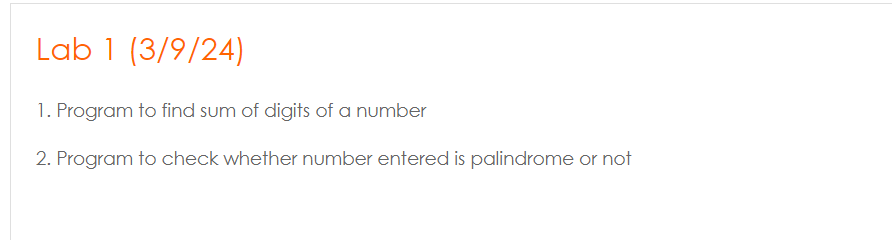 Lab 1 (3/9/24)
1. Program to find sum of digits of a number
2. Program to check whether number entered is palindrome or not